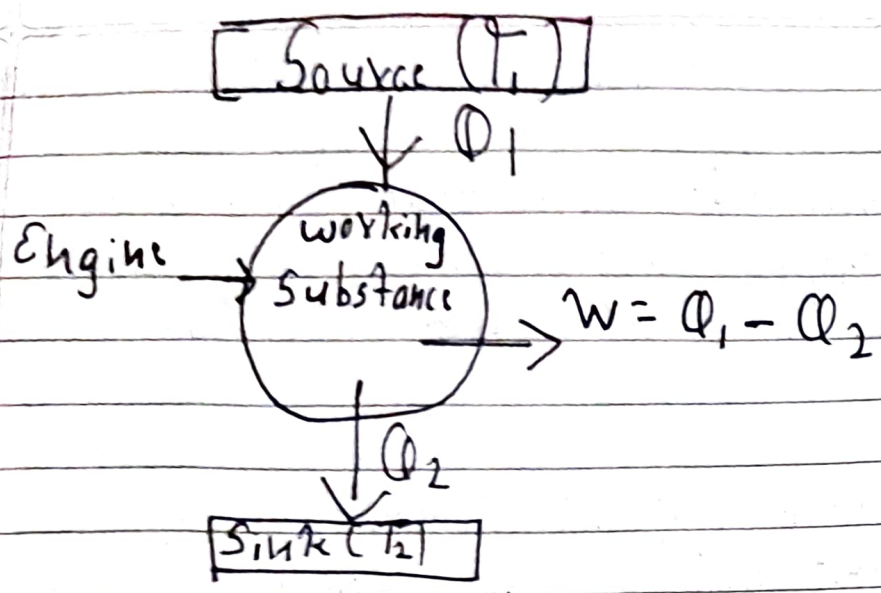 Source (T₁)
Q₁
working
Engine
Substance
W = Q₁ - Q₂
Q₂
Sink (T₂)